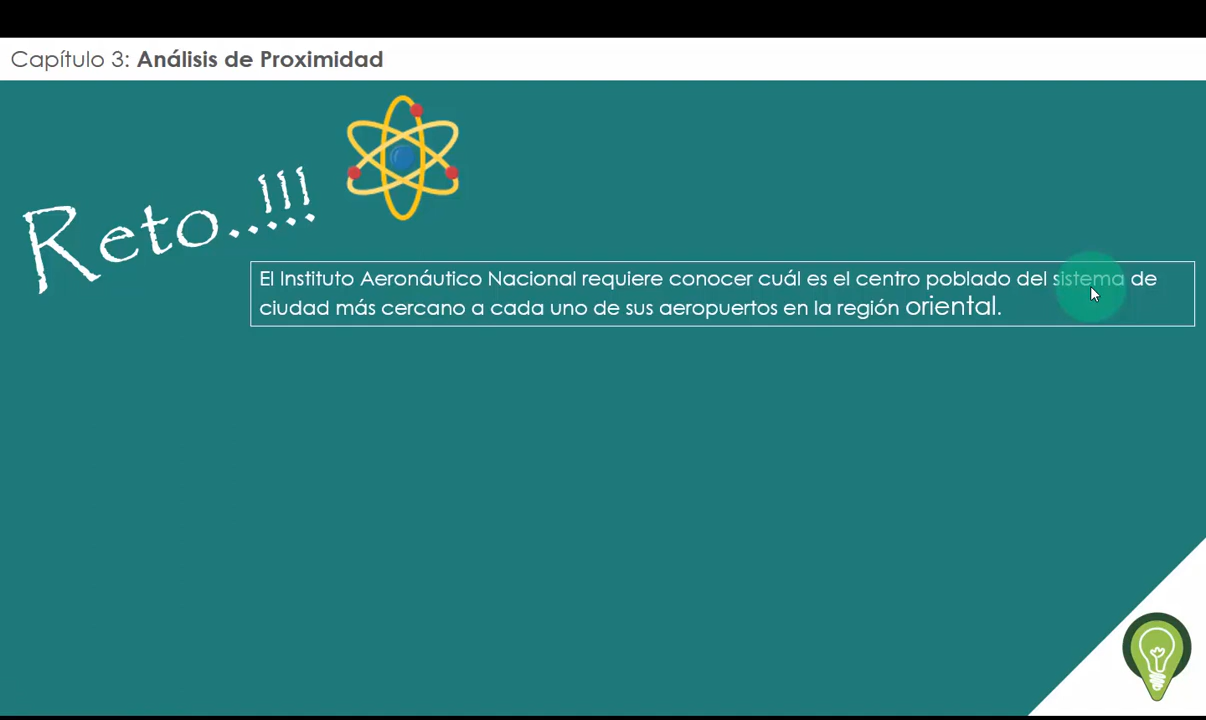 Capítulo 3: Análisis de Proximidad
Reto..!!!
El Instituto Aeronáutico Nacional requiere conocer cuál es el centro poblado del sistema de
ciudad más cercano a cada uno de sus aeropuertos en la región oriental.